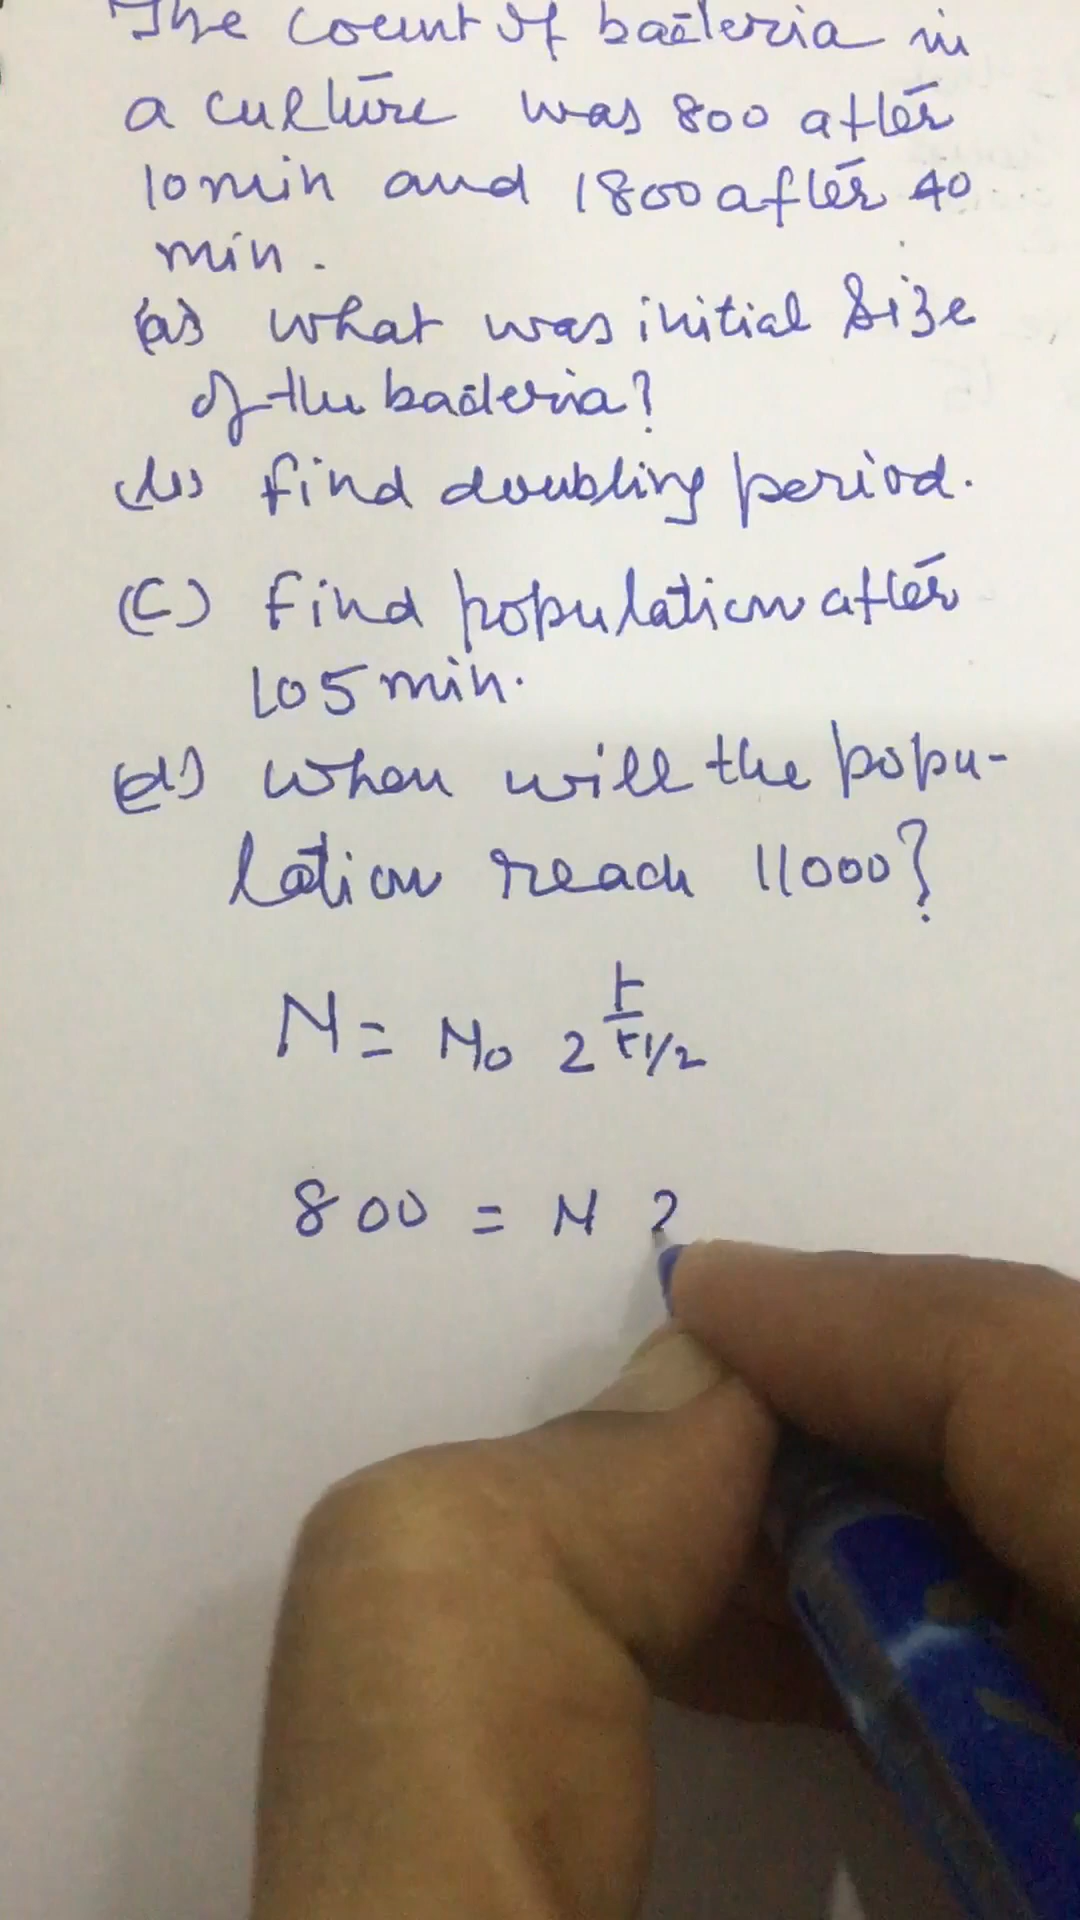 The count of bacteria in
a culture was 800 after
10 min and 1800 after 40
min.
(a) what was initial size
of the bacteria?
(b) find doubling period.
(C) find population after
105 min.
(d) when will the popu-
lation reach 11000?
N = N₀ 2^(t/t1/2)
800 = N 2